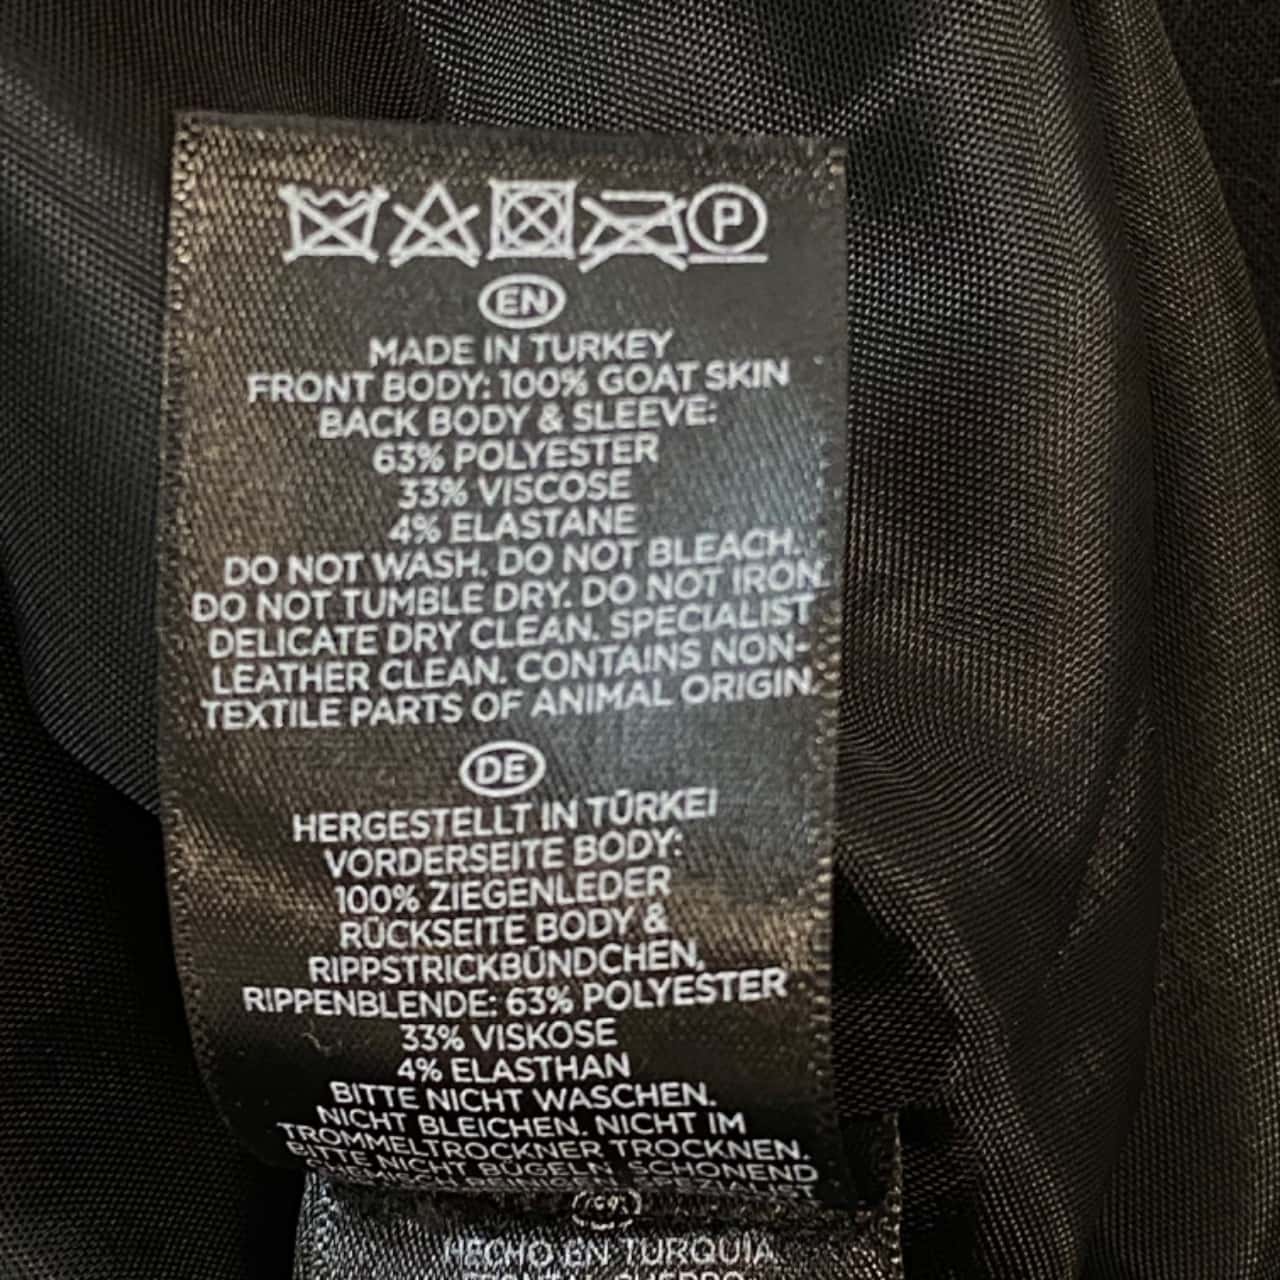 P
EN
MADE IN TURKEY
FRONT BODY: 100% GOAT SKIN
BACK BODY & SLEEVE:
63% POLYESTER
33% VISCOSE
4% ELASTANE
DO NOT WASH. DO NOT BLEACH.
DO NOT TUMBLE DRY. DO NOT IRON.
DELICATE DRY CLEAN. SPECIALIST
LEATHER CLEAN. CONTAINS NON-
TEXTILE PARTS OF ANIMAL ORIGIN.
DE
HERGESTELLT IN TÜRKEI
VORDERSEITE BODY:
100% ZIEGENLEDER
RÜCKSEITE BODY &
RIPPSTRICKBÜNDCHEN,
RIPPENBLENDE: 63% POLYESTER
33% VISKOSE
4% ELASTHAN
BITTE NICHT WASCHEN.
NICHT BLEICHEN. NICHT IM
TROMMELTROCKNER TROCKNEN.
BITTE NICHT BÜGELN. SCHONEND
HECHO EN TURQUÍA